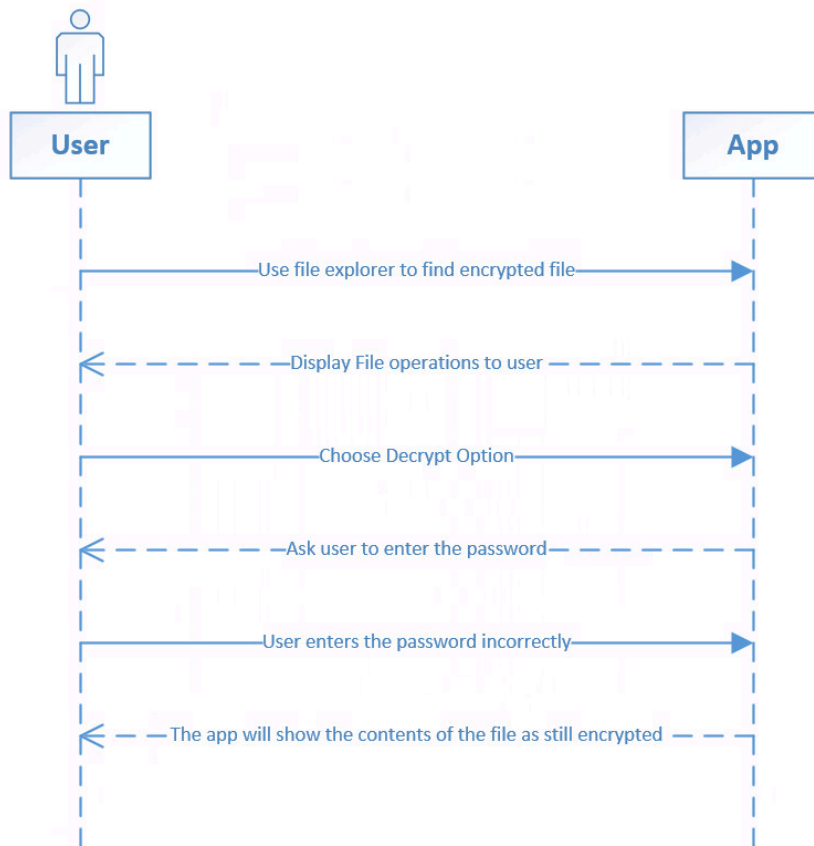 User
App
Use file explorer to find encrypted file
Display File operations to user
Choose Decrypt Option
Ask user to enter the password
User enters the password incorrectly
The app will show the contents of the file as still encrypted